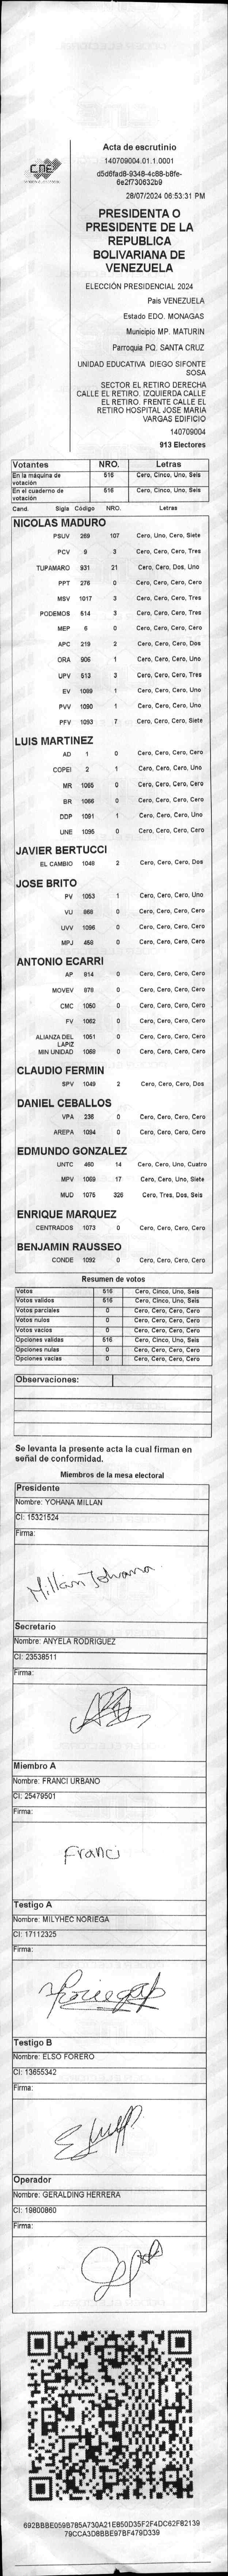 CNE
Acta de escrutinio
140709004.01.1.0001
d5d6fad8-9348-4c88-b8fe-
6e2f730632b9
28/07/2024 06:53:31 PM
PRESIDENTA O
PRESIDENTE DE LA
REPUBLICA
BOLIVARIANA DE
VENEZUELA
ELECCIÓN PRESIDENCIAL 2024
Pais VENEZUELA
Estado EDO. MONAGAS
Municipio MP. MATURIN
Parroquia PQ. SANTA CRUZ
UNIDAD EDUCATIVA DIEGO SIFONTE
SOSA
SECTOR EL RETIRO DERECHA
CALLE EL RETIRO. IZQUIERDA CALLE
EL RETIRO. FRENTE CALLE EL
RETIRO HOSPITAL JOSE MARIA
VARGAS EDIFICIO
140709004
913 Electores
Votantes NRO. Letras
En la máquina de votación 516 Cero, Cinco, Uno, Seis
En el cuaderno de votación 516 Cero, Cinco, Uno, Seis
Cand. Sigla Código NRO. Letras
NICOLAS MADURO
PSUV 269 107 Cero, Uno, Cero, Siete
PCV 9 3 Cero, Cero, Cero, Tres
TUPAMARO 931 21 Cero, Cero, Dos, Uno
PPT 276 0 Cero, Cero, Cero, Cero
MSV 1017 3 Cero, Cero, Cero, Tres
PODEMOS 514 3 Cero, Cero, Cero, Tres
MEP 6 0 Cero, Cero, Cero, Cero
APC 219 2 Cero, Cero, Cero, Dos
ORA 906 1 Cero, Cero, Cero, Uno
UPV 513 3 Cero, Cero, Cero, Tres
EV 1089 1 Cero, Cero, Cero, Uno
PVV 1090 1 Cero, Cero, Cero, Uno
PFV 1093 7 Cero, Cero, Cero, Siete
LUIS MARTINEZ
AD 1 0 Cero, Cero, Cero, Cero
COPEI 2 1 Cero, Cero, Cero, Uno
MR 1065 0 Cero, Cero, Cero, Cero
BR 1066 0 Cero, Cero, Cero, Cero
DDP 1091 1 Cero, Cero, Cero, Uno
UNE 1095 0 Cero, Cero, Cero, Cero
JAVIER BERTUCCI
EL CAMBIO 1048 2 Cero, Cero, Cero, Dos
JOSE BRITO
PV 1053 1 Cero, Cero, Cero, Uno
VU 868 0 Cero, Cero, Cero, Cero
UVV 1096 0 Cero, Cero, Cero, Cero
MPJ 458 0 Cero, Cero, Cero, Cero
ANTONIO ECARRI
AP 814 0 Cero, Cero, Cero, Cero
MOVEV 878 0 Cero, Cero, Cero, Cero
CMC 1050 0 Cero, Cero, Cero, Cero
FV 1062 0 Cero, Cero, Cero, Cero
ALIANZA DEL LAPIZ 1051 0 Cero, Cero, Cero, Cero
MIN UNIDAD 1068 0 Cero, Cero, Cero, Cero
CLAUDIO FERMIN
SPV 1049 2 Cero, Cero, Cero, Dos
DANIEL CEBALLOS
VPA 236 0 Cero, Cero, Cero, Cero
AREPA 1094 0 Cero, Cero, Cero, Cero
EDMUNDO GONZALEZ
UNTC 460 14 Cero, Cero, Uno, Cuatro
MPV 1069 17 Cero, Cero, Uno, Siete
MUD 1075 326 Cero, Tres, Dos, Seis
ENRIQUE MARQUEZ
CENTRADOS 1073 0 Cero, Cero, Cero, Cero
BENJAMIN RAUSSEO
CONDE 1092 0 Cero, Cero, Cero, Cero
Resumen de votos
Votos 516 Cero, Cinco, Uno, Seis
Votos validos 516 Cero, Cinco, Uno, Seis
Votos parciales 0 Cero, Cero, Cero, Cero
Votos nulos 0 Cero, Cero, Cero, Cero
Votos vacios 0 Cero, Cero, Cero, Cero
Opciones validas 516 Cero, Cinco, Uno, Seis
Opciones nulas 0 Cero, Cero, Cero, Cero
Opciones vacias 0 Cero, Cero, Cero, Cero
Observaciones:
Se levanta la presente acta la cual firman en
señal de conformidad.
Miembros de la mesa electoral
Presidente
Nombre: YOHANA MILLAN
CI: 15321524
Firma:
Millan Johana
Secretario
Nombre: ANYELA RODRIGUEZ
CI: 23538511
Firma:
Miembro A
Nombre: FRANCI URBANO
CI: 25479501
Firma:
Franci
Testigo A
Nombre: MILYHEC NORIEGA
CI: 17112325
Firma:
Testigo B
Nombre: ELSO FORERO
CI: 13655342
Firma:
Operador
Nombre: GERALDING HERRERA
CI: 19800860
Firma:
692BBBE059B785A730A21E850D35F2F4DC62F82139
79CCA3D8BBE97BF479D339